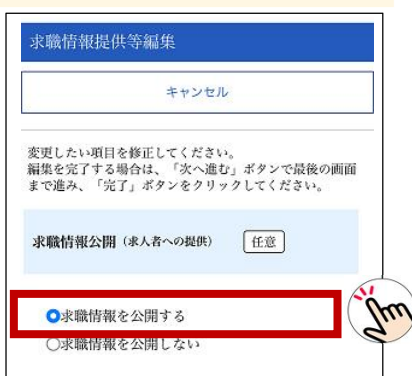 求職情報提供等編集
キャンセル
変更したい項目を修正してください。
編集を完了する場合は、「次へ進む」ボタンで最後の画面
まで進み、「完了」ボタンをクリックしてください。
求職情報公開（求人者への提供） 任意
求職情報を公開する
求職情報を公開しない